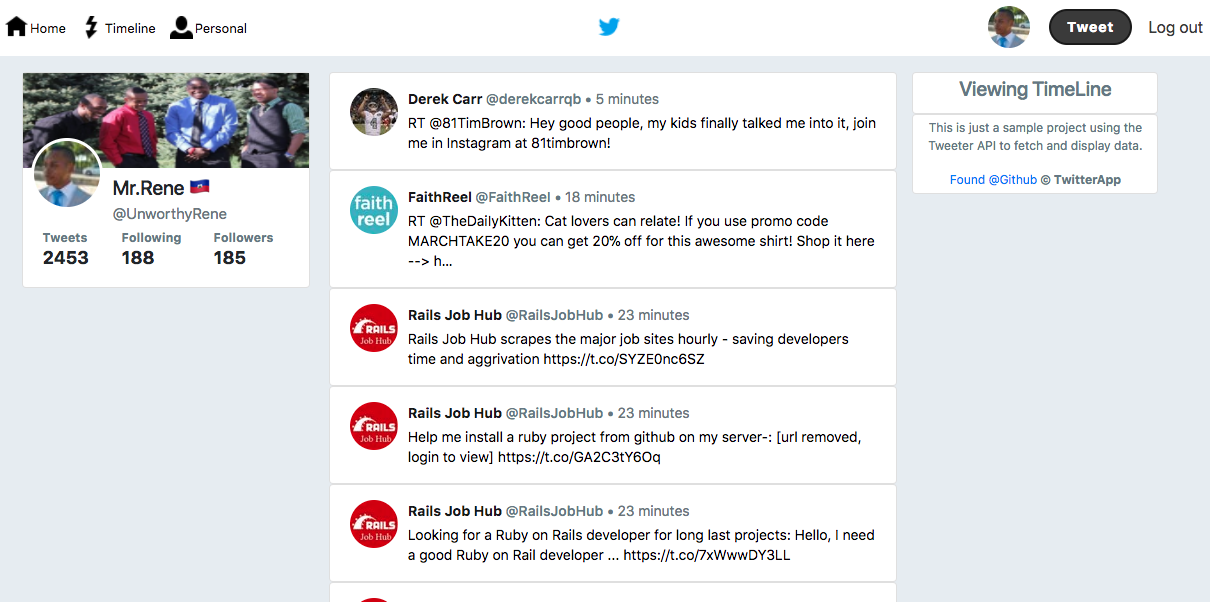 Home Timeline Personal Tweet Log out
Mr.Rene 🇭🇹
@UnworthyRene
Tweets Following Followers
2453 188 185
Derek Carr @derekcarrqb • 5 minutes
RT @81TimBrown: Hey good people, my kids finally talked me into it, join
me in Instagram at 81timbrown!
faith
reel
FaithReel @FaithReel • 18 minutes
RT @TheDailyKitten: Cat lovers can relate! If you use promo code
MARCHTAKE20 you can get 20% off for this awesome shirt! Shop it here
--> h...
RAILS
Job Hub
Rails Job Hub @RailsJobHub • 23 minutes
Rails Job Hub scrapes the major job sites hourly - saving developers
time and aggrivation https://t.co/SYZE0nc6SZ
RAILS
Job Hub
Rails Job Hub @RailsJobHub • 23 minutes
Help me install a ruby project from github on my server-: [url removed,
login to view] https://t.co/GA2C3tY6Oq
RAILS
Job Hub
Rails Job Hub @RailsJobHub • 23 minutes
Looking for a Ruby on Rails developer for long last projects: Hello, I need
a good Ruby on Rail developer ... https://t.co/7xWwwDY3LL
Viewing TimeLine
This is just a sample project using the
Tweeter API to fetch and display data.
Found @Github © TwitterApp